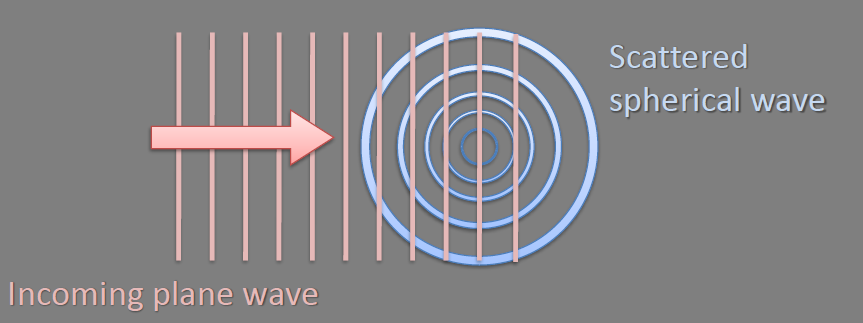 Scattered
spherical wave
Incoming plane wave